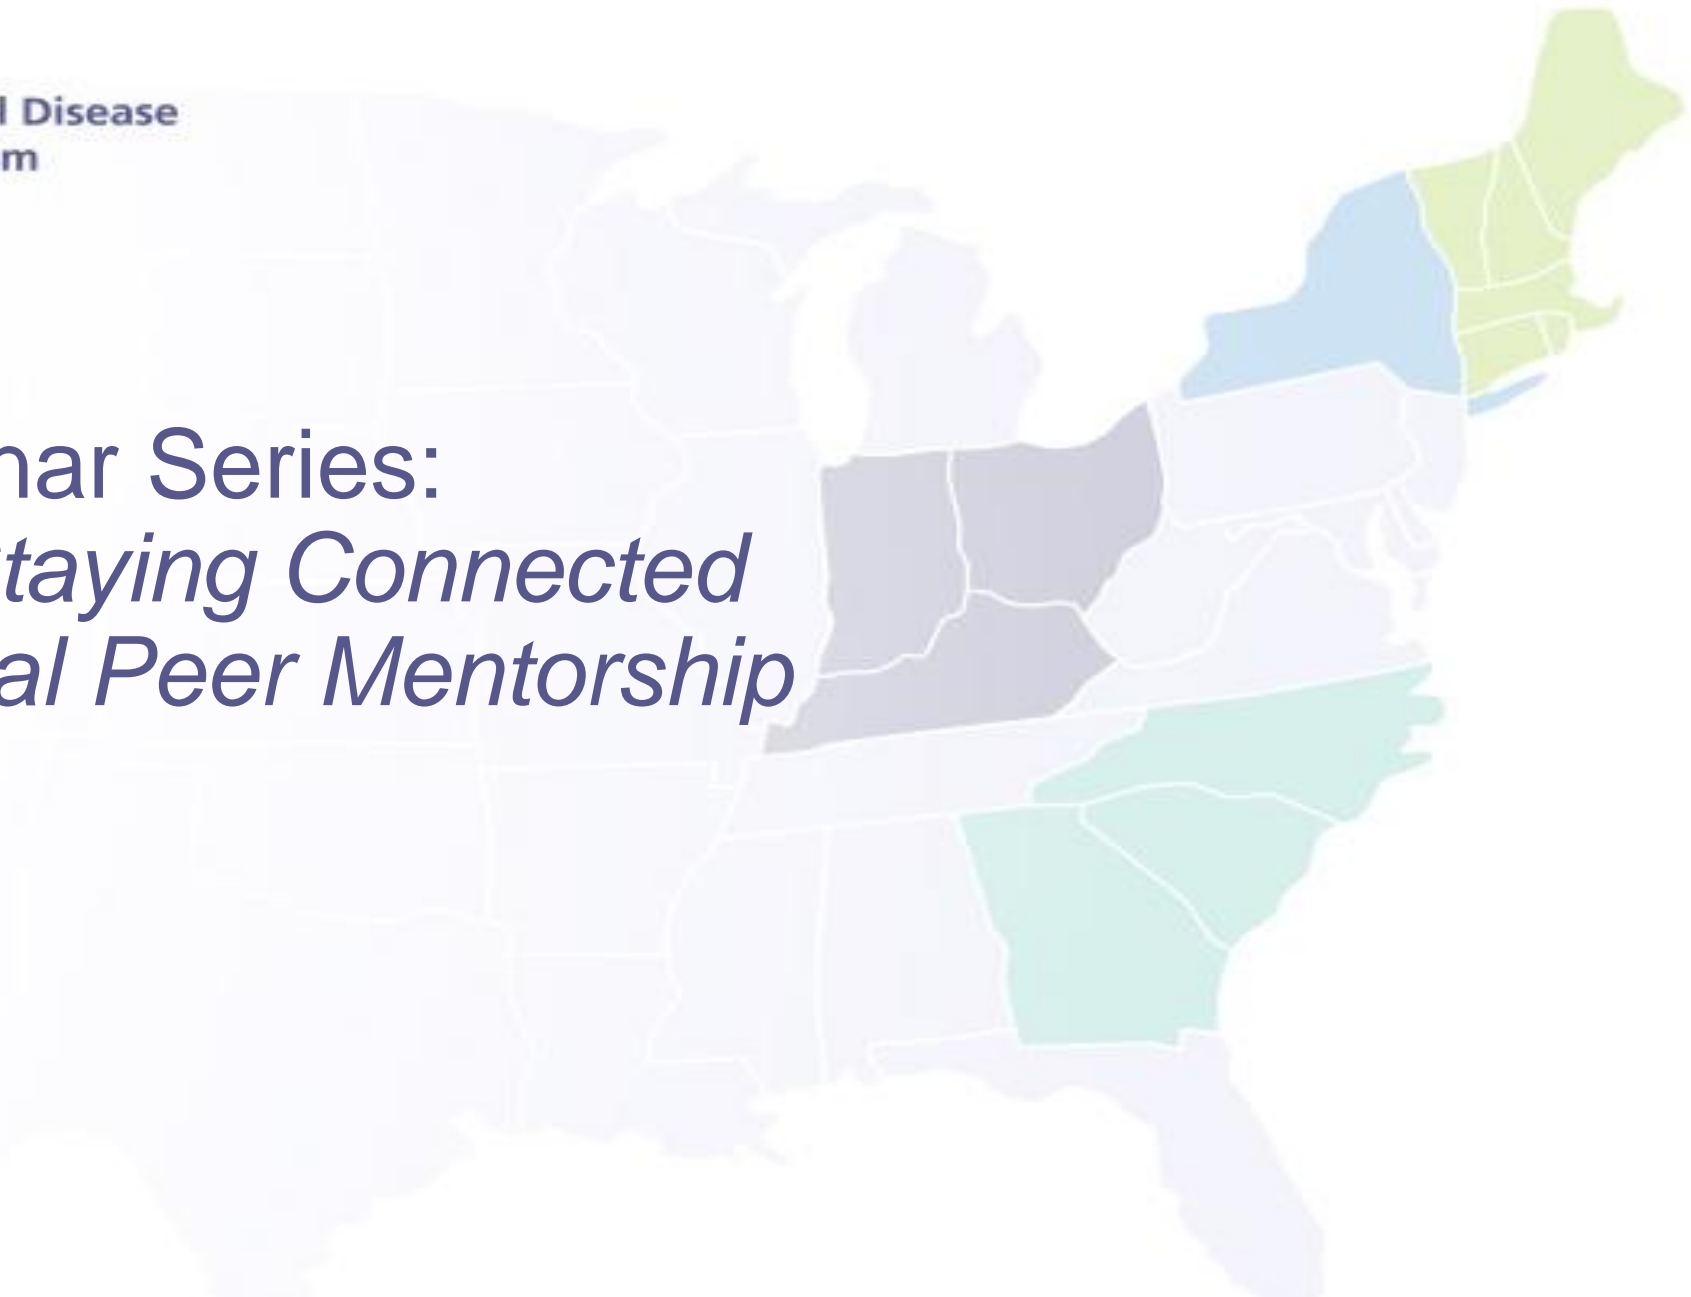 l Disease
m
nar Series:
taying Connected
al Peer Mentorship